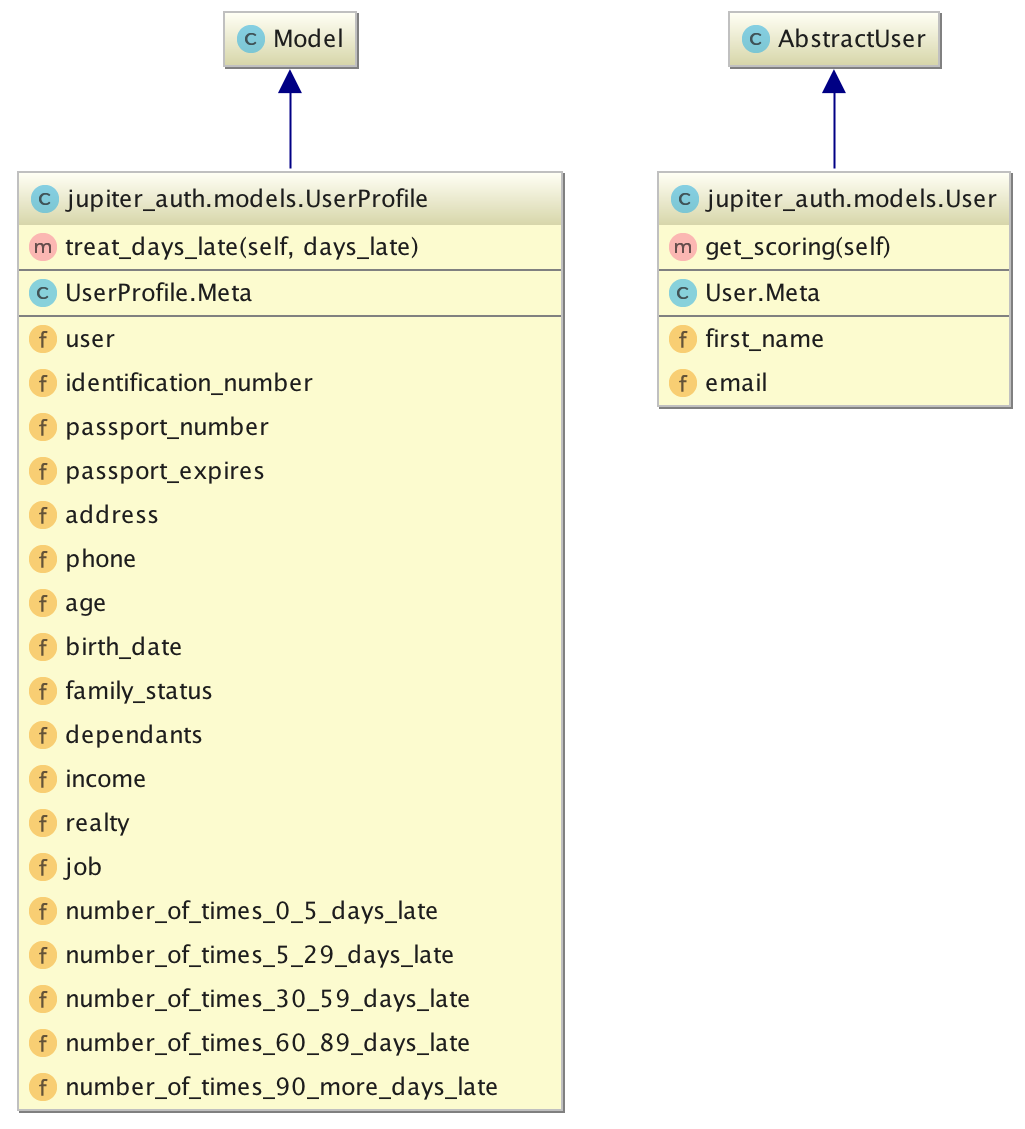 C Model
C jupiter_auth.models.UserProfile
m treat_days_late(self, days_late)
C UserProfile.Meta
f user
f identification_number
f passport_number
f passport_expires
f address
f phone
f age
f birth_date
f family_status
f dependants
f income
f realty
f job
f number_of_times_0_5_days_late
f number_of_times_5_29_days_late
f number_of_times_30_59_days_late
f number_of_times_60_89_days_late
f number_of_times_90_more_days_late
C AbstractUser
C jupiter_auth.models.User
m get_scoring(self)
C User.Meta
f first_name
f email